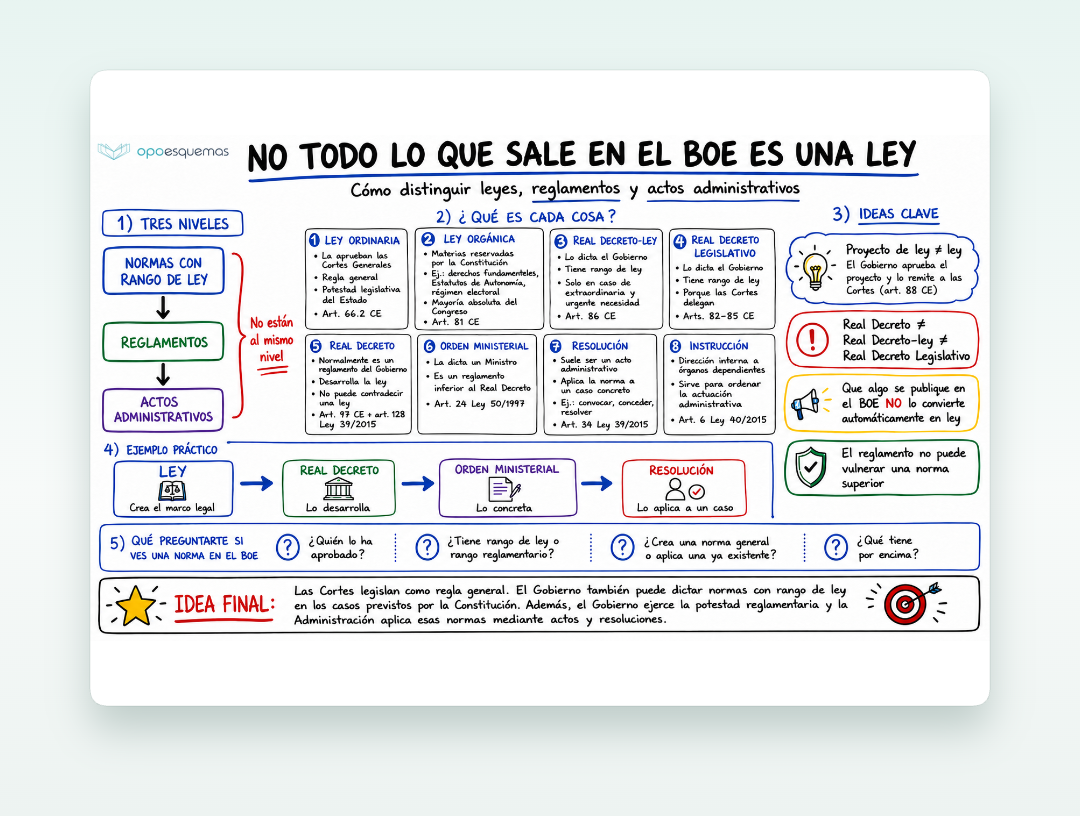 opoesquemas
NO TODO LO QUE SALE EN EL BOE ES UNA LEY
Cómo distinguir leyes, reglamentos y actos administrativos
1) TRES NIVELES
NORMAS CON
RANGO DE LEY
REGLAMENTOS
ACTOS
ADMINISTRATIVOS
No están
al mismo
nivel
2) ¿QUÉ ES CADA COSA?
1 LEY ORDINARIA
• La aprueban las
Cortes Generales
• Regla general
• Potestad legislativa
del Estado
• Art. 66.2 CE
2 LEY ORGÁNICA
• Materias reservadas
por la Constitución
• Ej.: derechos fundamenteles,
Estatutos de Autonomía,
régimen electoral
• Mayoría absoluta del
Congreso
• Art. 81 CE
3 REAL DECRETO-LEY
• Lo dicta el Gobierno
• Tiene rango de ley
• Solo en caso de
extraordinaria y
urgente necesidad
• Art. 86 CE
4 REAL DECRETO
LEGISLATIVO
• Lo dicta el Gobierno
• Tiene rango de ley
• Porque las Cortes
delegan
• Arts. 82-85 CE
5 REAL DECRETO
• Normalmente es un
reglamento del Gobierno
• Desarrolla la ley
• No puede contradecir
una ley
• Art. 97 CE + art. 128
Ley 39/2015
6 ORDEN MINISTERIAL
• La dicta un Ministro
• Es un reglamento
inferior al Real Decreto
• Art. 24 Ley 50/1997
7 RESOLUCIÓN
• Suele ser un acto
administrativo
• Aplica la norma a
un caso concreto
• Ej.: convocar, conceder,
resolver
• Art. 34 Ley 39/2015
8 INSTRUCCIÓN
• Dirección interna a
órganos dependientes
• Sirve para ordenar
la actuación
administrativa
• Art. 6 Ley 40/2015
3) IDEAS CLAVE
Proyecto de ley ≠ ley
El Gobierno aprueba el
proyecto y lo remite a las
Cortes (art. 88 CE)
Real Decreto ≠
Real Decreto-ley ≠
Real Decreto Legislativo
Que algo se publique en
el BOE NO lo convierte
automáticamente en ley
El reglamento no puede
vulnerar una norma
superior
4) EJEMPLO PRÁCTICO
LEY
Crea el marco legal
REAL DECRETO
Lo desarrolla
ORDEN MINISTERIAL
Lo concreta
RESOLUCIÓN
Lo aplica a un caso
5) QUÉ PREGUNTARTE SI
VES UNA NORMA EN EL BOE
? ¿Quién lo ha
aprobado?
? ¿Tiene rango de ley o
rango reglamentario?
? ¿Crea una norma general
o aplica una ya existente?
? ¿Qué tiene
por encima?
IDEA FINAL:
Las Cortes legislan como regla general. El Gobierno también puede dictar normas con rango de ley
en los casos previstos por la Constitución. Además, el Gobierno ejerce la potestad reglamentaria y la
Administración aplica esas normas mediante actos y resoluciones.